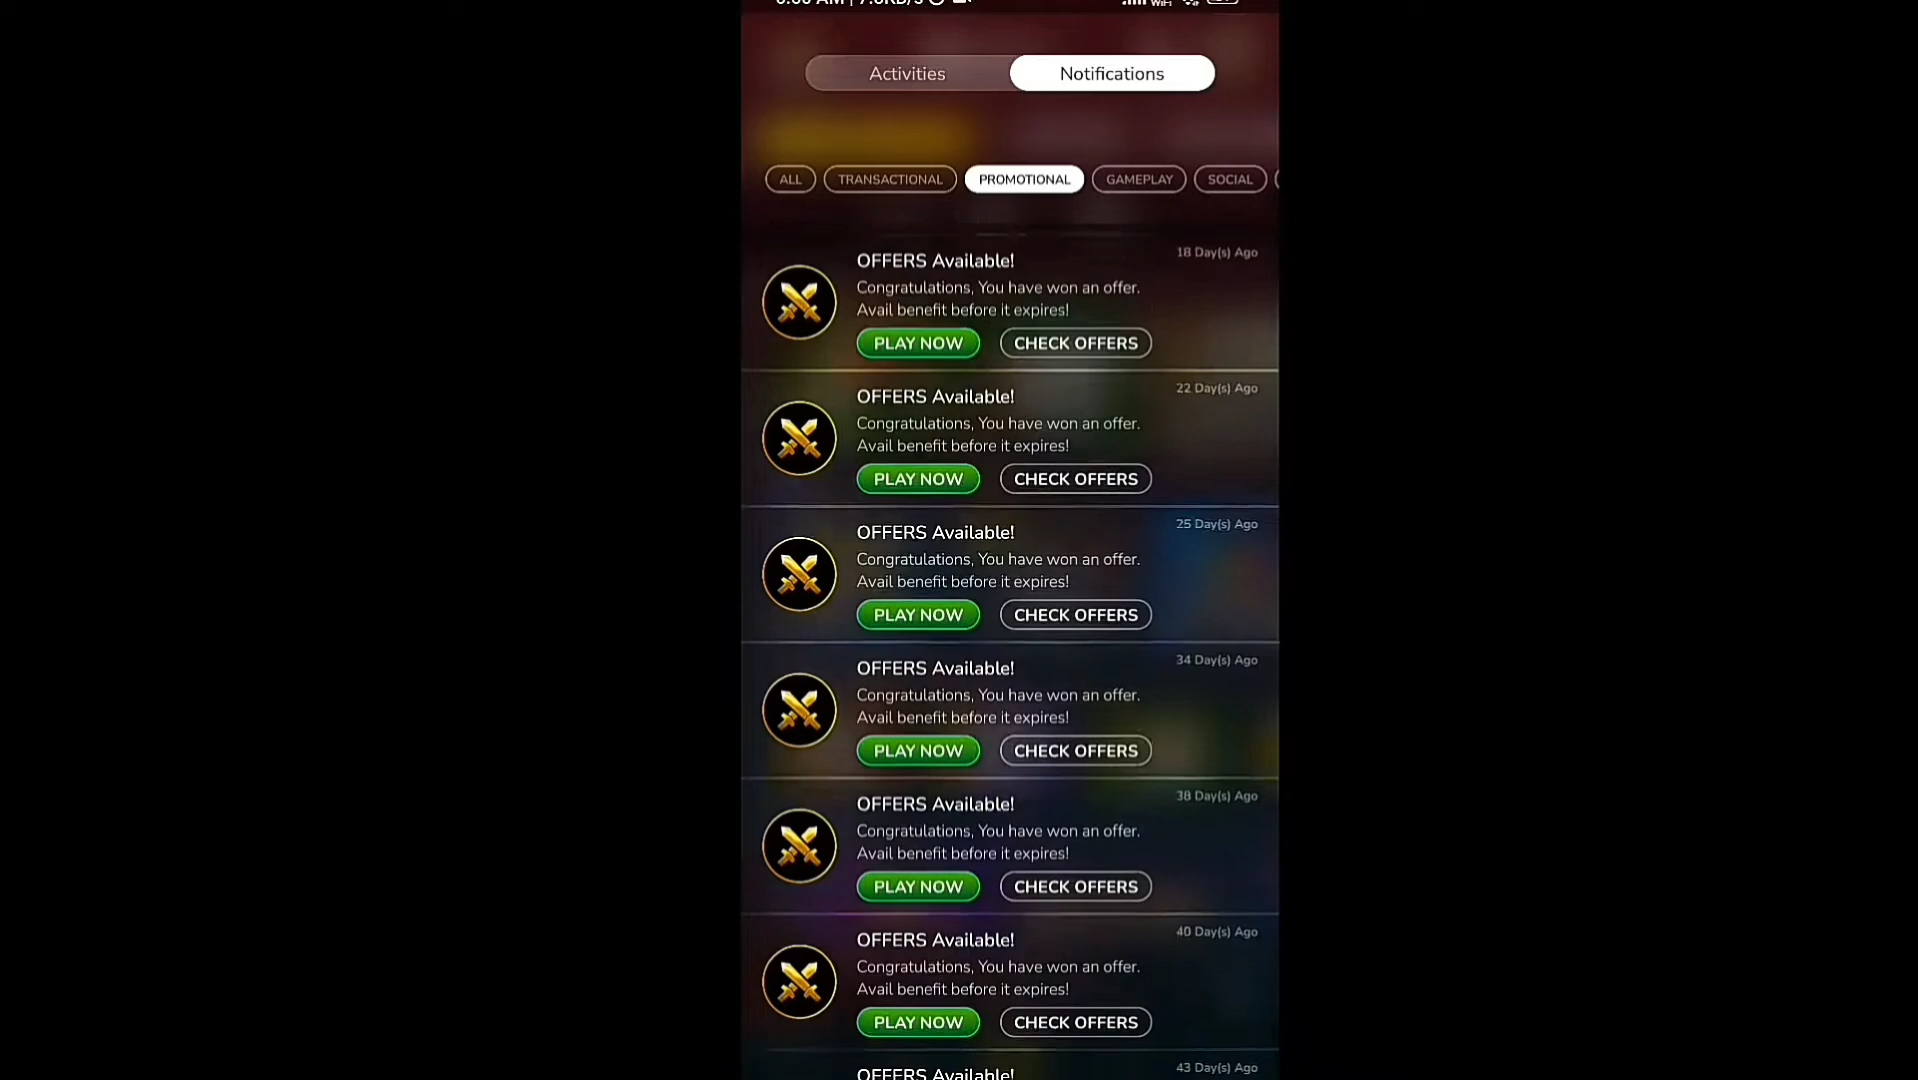 Activities
Notifications
ALL
TRANSACTIONAL
PROMOTIONAL
GAMEPLAY
SOCIAL
18 Day(s) Ago
OFFERS Available!
Congratulations, You have won an offer.
Avail benefit before it expires!
PLAY NOW
CHECK OFFERS
22 Day(s) Ago
OFFERS Available!
Congratulations, You have won an offer.
Avail benefit before it expires!
PLAY NOW
CHECK OFFERS
25 Day(s) Ago
OFFERS Available!
Congratulations, You have won an offer.
Avail benefit before it expires!
PLAY NOW
CHECK OFFERS
34 Day(s) Ago
OFFERS Available!
Congratulations, You have won an offer.
Avail benefit before it expires!
PLAY NOW
CHECK OFFERS
38 Day(s) Ago
OFFERS Available!
Congratulations, You have won an offer.
Avail benefit before it expires!
PLAY NOW
CHECK OFFERS
40 Day(s) Ago
OFFERS Available!
Congratulations, You have won an offer.
Avail benefit before it expires!
PLAY NOW
CHECK OFFERS
43 Day(s) Ago
OFFERS Available!